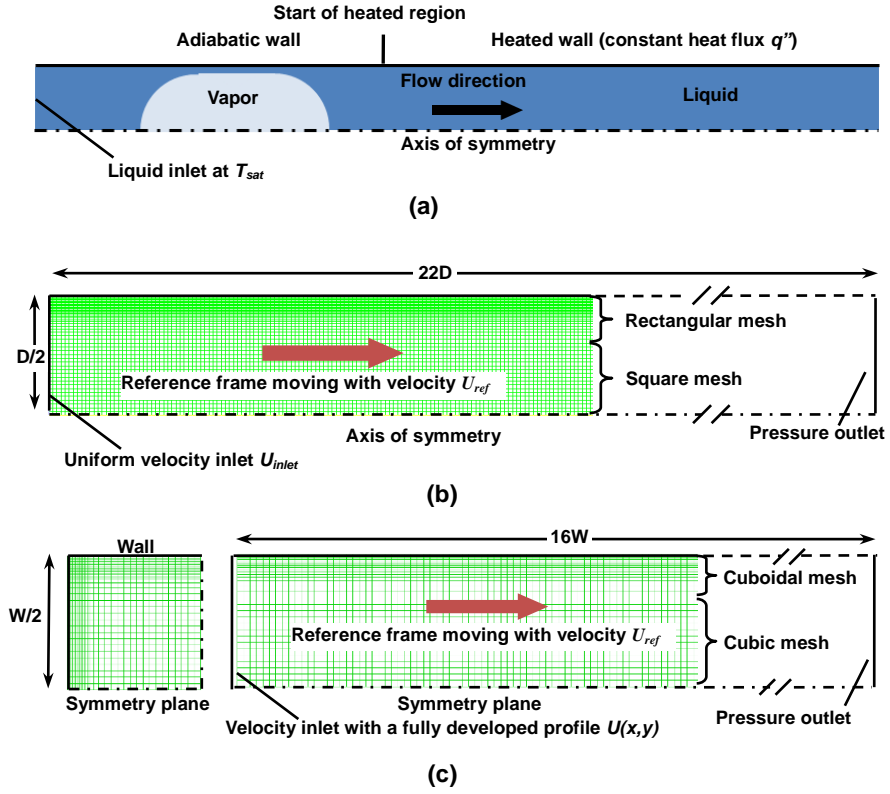 Start of heated region
Adiabatic wall
Heated wall (constant heat flux q”)
Flow direction
Vapor
Liquid
Axis of symmetry
Liquid inlet at Tsat
(a)
22D
D/2
Rectangular mesh
Reference frame moving with velocity Uref
Square mesh
Axis of symmetry
Pressure outlet
Uniform velocity inlet Uinlet
(b)
Wall
16W
W/2
Cuboidal mesh
Reference frame moving with velocity Uref
Cubic mesh
Symmetry plane
Symmetry plane
Pressure outlet
Velocity inlet with a fully developed profile U(x,y)
(c)